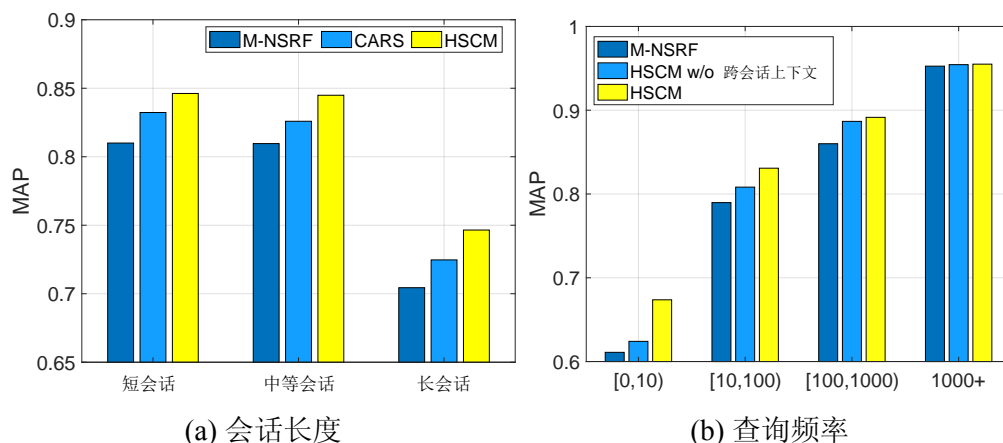 0.9
0.85
0.8
0.75
0.7
0.65
MAP
M-NSRF CARS HSCM
短会话 中等会话 长会话
(a) 会话长度
1
0.9
0.8
0.7
0.6
MAP
M-NSRF
HSCM w/o 跨会话上下文
HSCM
[0,10) [10,100) [100,1000) 1000+
(b) 查询频率